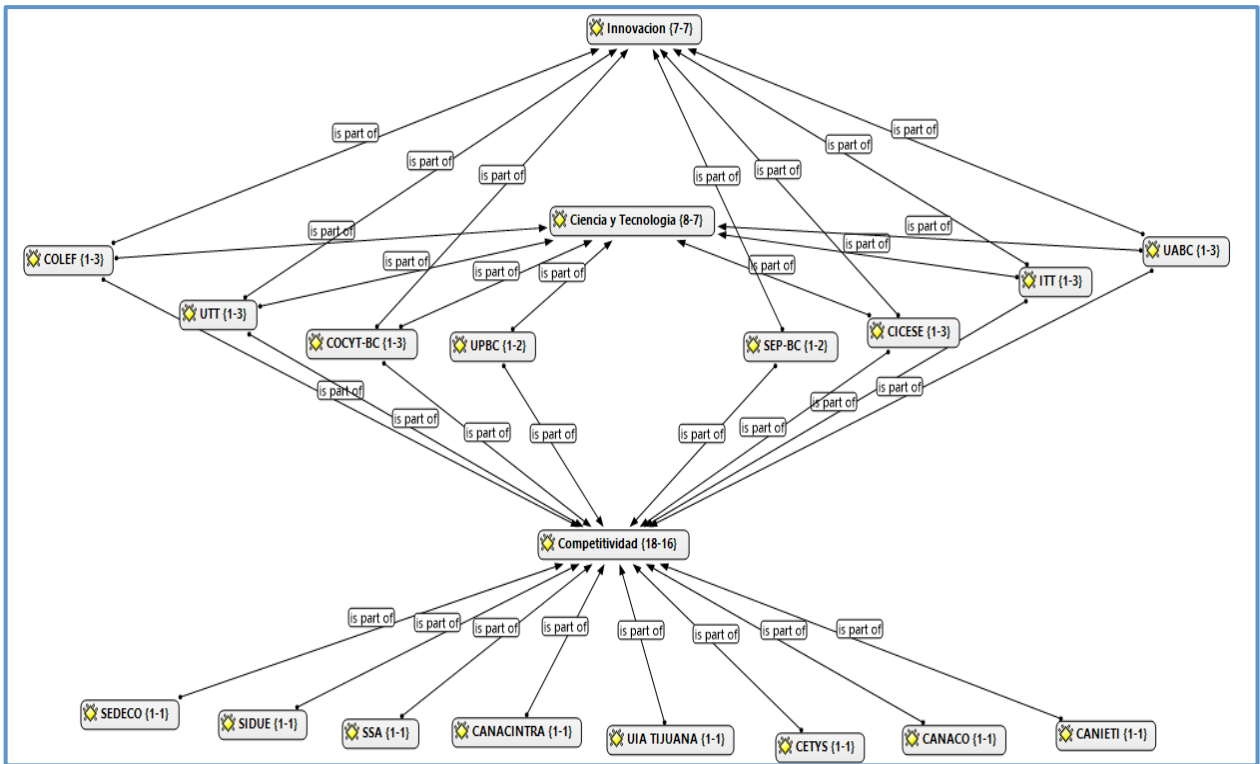 Innovacion {7-7}
is part of
is part of
is part of
is part of
is part of
is part of
is part of
Ciencia y Tecnologia {8-7}
is part of
is part of
is part of
is part of
is part of
is part of
is part of
COLEF {1-3}
UABC {1-3}
UTT {1-3}
ITT {1-3}
COCYT-BC {1-3}
UPBC {1-2}
SEP-BC {1-2}
CICESE {1-3}
is part of
is part of
is part of
is part of
is part of
is part of
is part of
is part of
Competitividad {18-16}
is part of
is part of
is part of
is part of
is part of
is part of
is part of
is part of
SEDECO {1-1}
SIDUE {1-1}
SSA {1-1}
CANACINTRA {1-1}
UIA TIJUANA {1-1}
CETYS {1-1}
CANACO {1-1}
CANIETI {1-1}